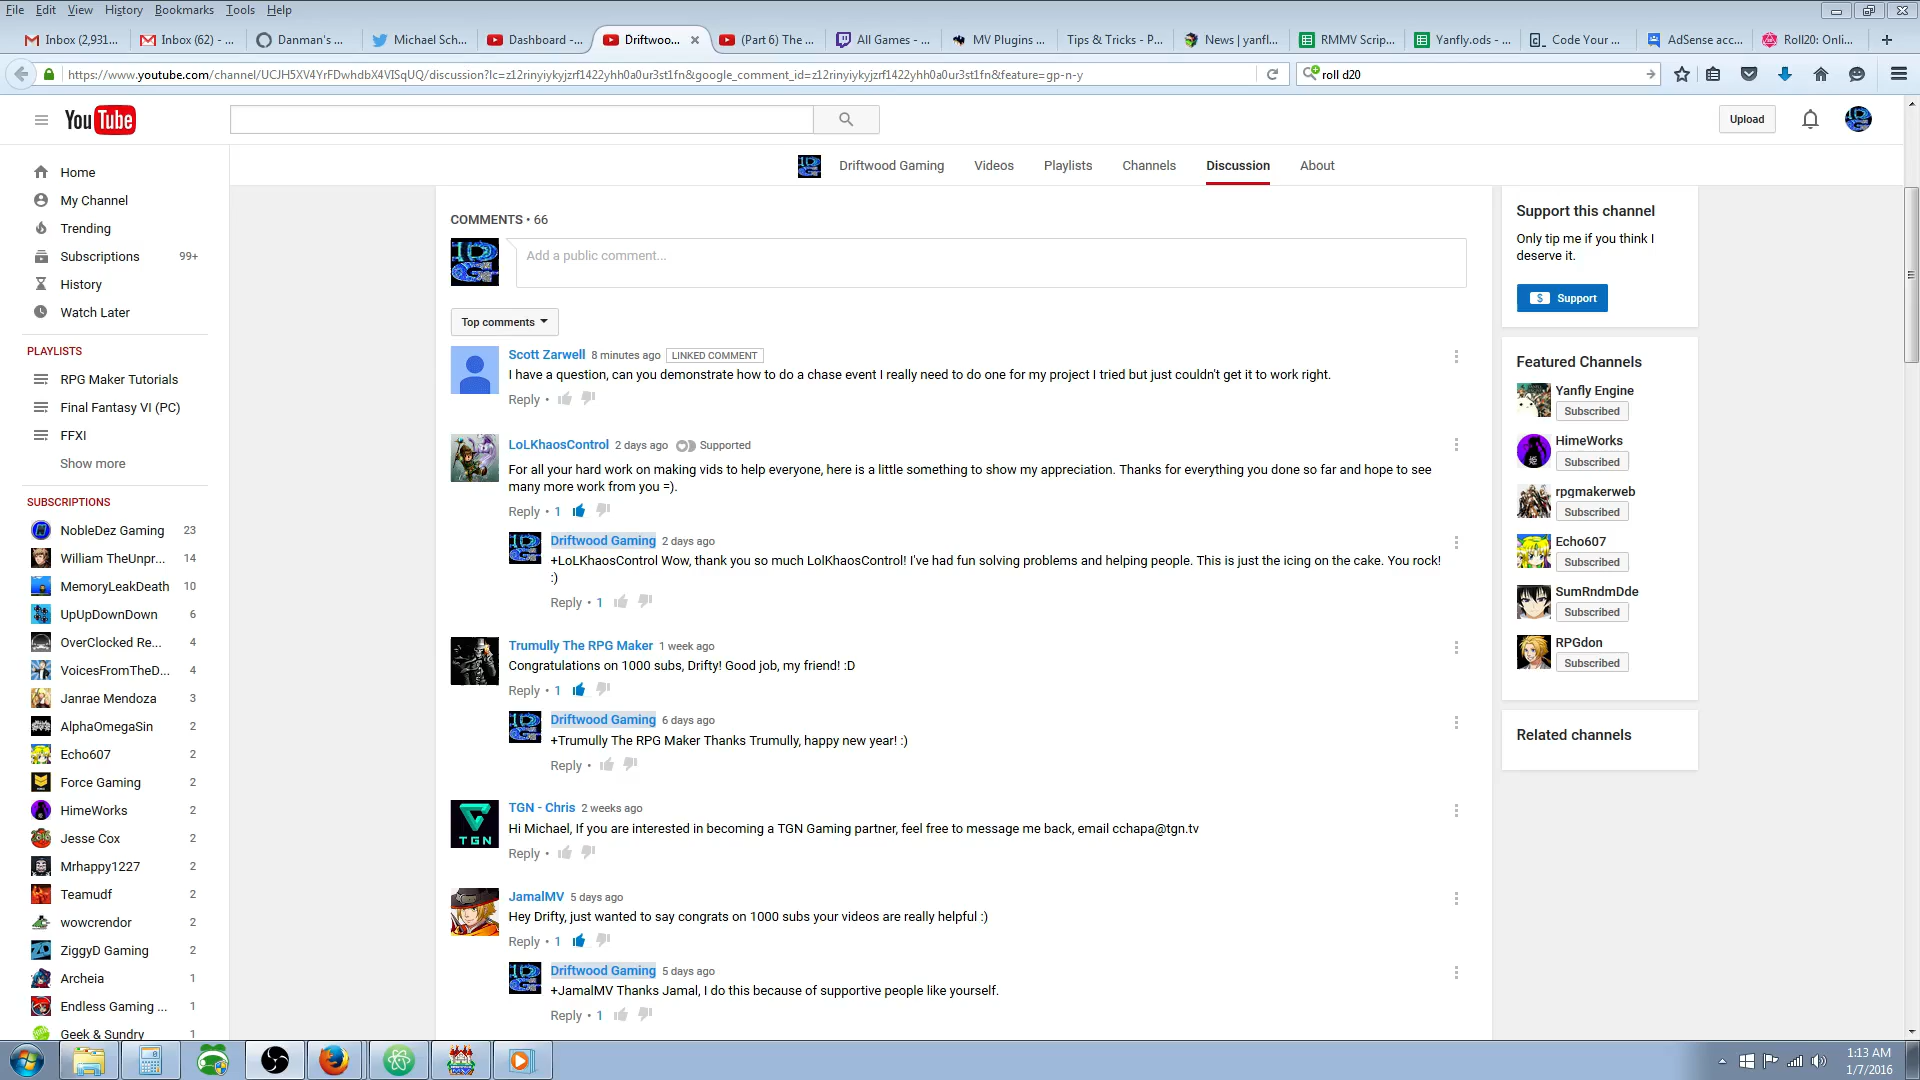 File Edit View History Bookmarks Tools Help
Inbox (2,931... Inbox (62) - ... Danman's ... Michael Sch... Dashboard -... Driftwoo... (Part 6) The ... All Games - ... MV Plugins ... Tips & Tricks - P... News | yanfl... RMMV Scrip... Yanfly.ods - ... Code Your ... AdSense acc... Roll20: Onli...
https://www.youtube.com/channel/UCJH5XV4YrFDwhdbX4VISqUQ/discussion?lc=z12rinyiykyjzrf1422yhh0a0ur3st1fn&google_comment_id=z12rinyiykyjzrf1422yhh0a0ur3st1fn&feature=gp-n-y
roll d20
YouTube
Upload
Driftwood Gaming Videos Playlists Channels Discussion About
Home
My Channel
Trending
Subscriptions 99+
History
Watch Later
PLAYLISTS
RPG Maker Tutorials
Final Fantasy VI (PC)
FFXI
Show more
SUBSCRIPTIONS
NobleDez Gaming 23
William TheUnpr... 14
MemoryLeakDeath 10
UpUpDownDown 6
OverClocked Re... 4
VoicesFromTheD... 4
Janrae Mendoza 3
AlphaOmegaSin 2
Echo607 2
Force Gaming 2
HimeWorks 2
Jesse Cox 2
Mrhappy1227 2
Teamudf 2
wowcrendor 2
ZiggyD Gaming 2
Archeia 1
Endless Gaming ... 1
Geek & Sundry 1
COMMENTS • 66
Add a public comment...
Top comments
Scott Zarwell 8 minutes ago LINKED COMMENT
I have a question, can you demonstrate how to do a chase event I really need to do one for my project I tried but just couldn't get it to work right.
Reply •
LoLKhaosControl 2 days ago Supported
For all your hard work on making vids to help everyone, here is a little something to show my appreciation. Thanks for everything you done so far and hope to see
many more work from you =).
Reply • 1
Driftwood Gaming 2 days ago
+LoLKhaosControl Wow, thank you so much LolKhaosControl! I've had fun solving problems and helping people. This is just the icing on the cake. You rock!
:)
Reply • 1
Trumully The RPG Maker 1 week ago
Congratulations on 1000 subs, Drifty! Good job, my friend! :D
Reply • 1
Driftwood Gaming 6 days ago
+Trumully The RPG Maker Thanks Trumully, happy new year! :)
Reply •
TGN
TGN - Chris 2 weeks ago
Hi Michael, If you are interested in becoming a TGN Gaming partner, feel free to message me back, email cchapa@tgn.tv
Reply •
JamalMV 5 days ago
Hey Drifty, just wanted to say congrats on 1000 subs your videos are really helpful :)
Reply • 1
Driftwood Gaming 5 days ago
+JamalMV Thanks Jamal, I do this because of supportive people like yourself.
Reply • 1
Support this channel
Only tip me if you think I
deserve it.
$ Support
Featured Channels
Yanfly Engine
Subscribed
HimeWorks
Subscribed
rpgmakerweb
Subscribed
Echo607
Subscribed
SumRndmDde
Subscribed
RPGdon
Subscribed
Related channels
1:13 AM
1/7/2016